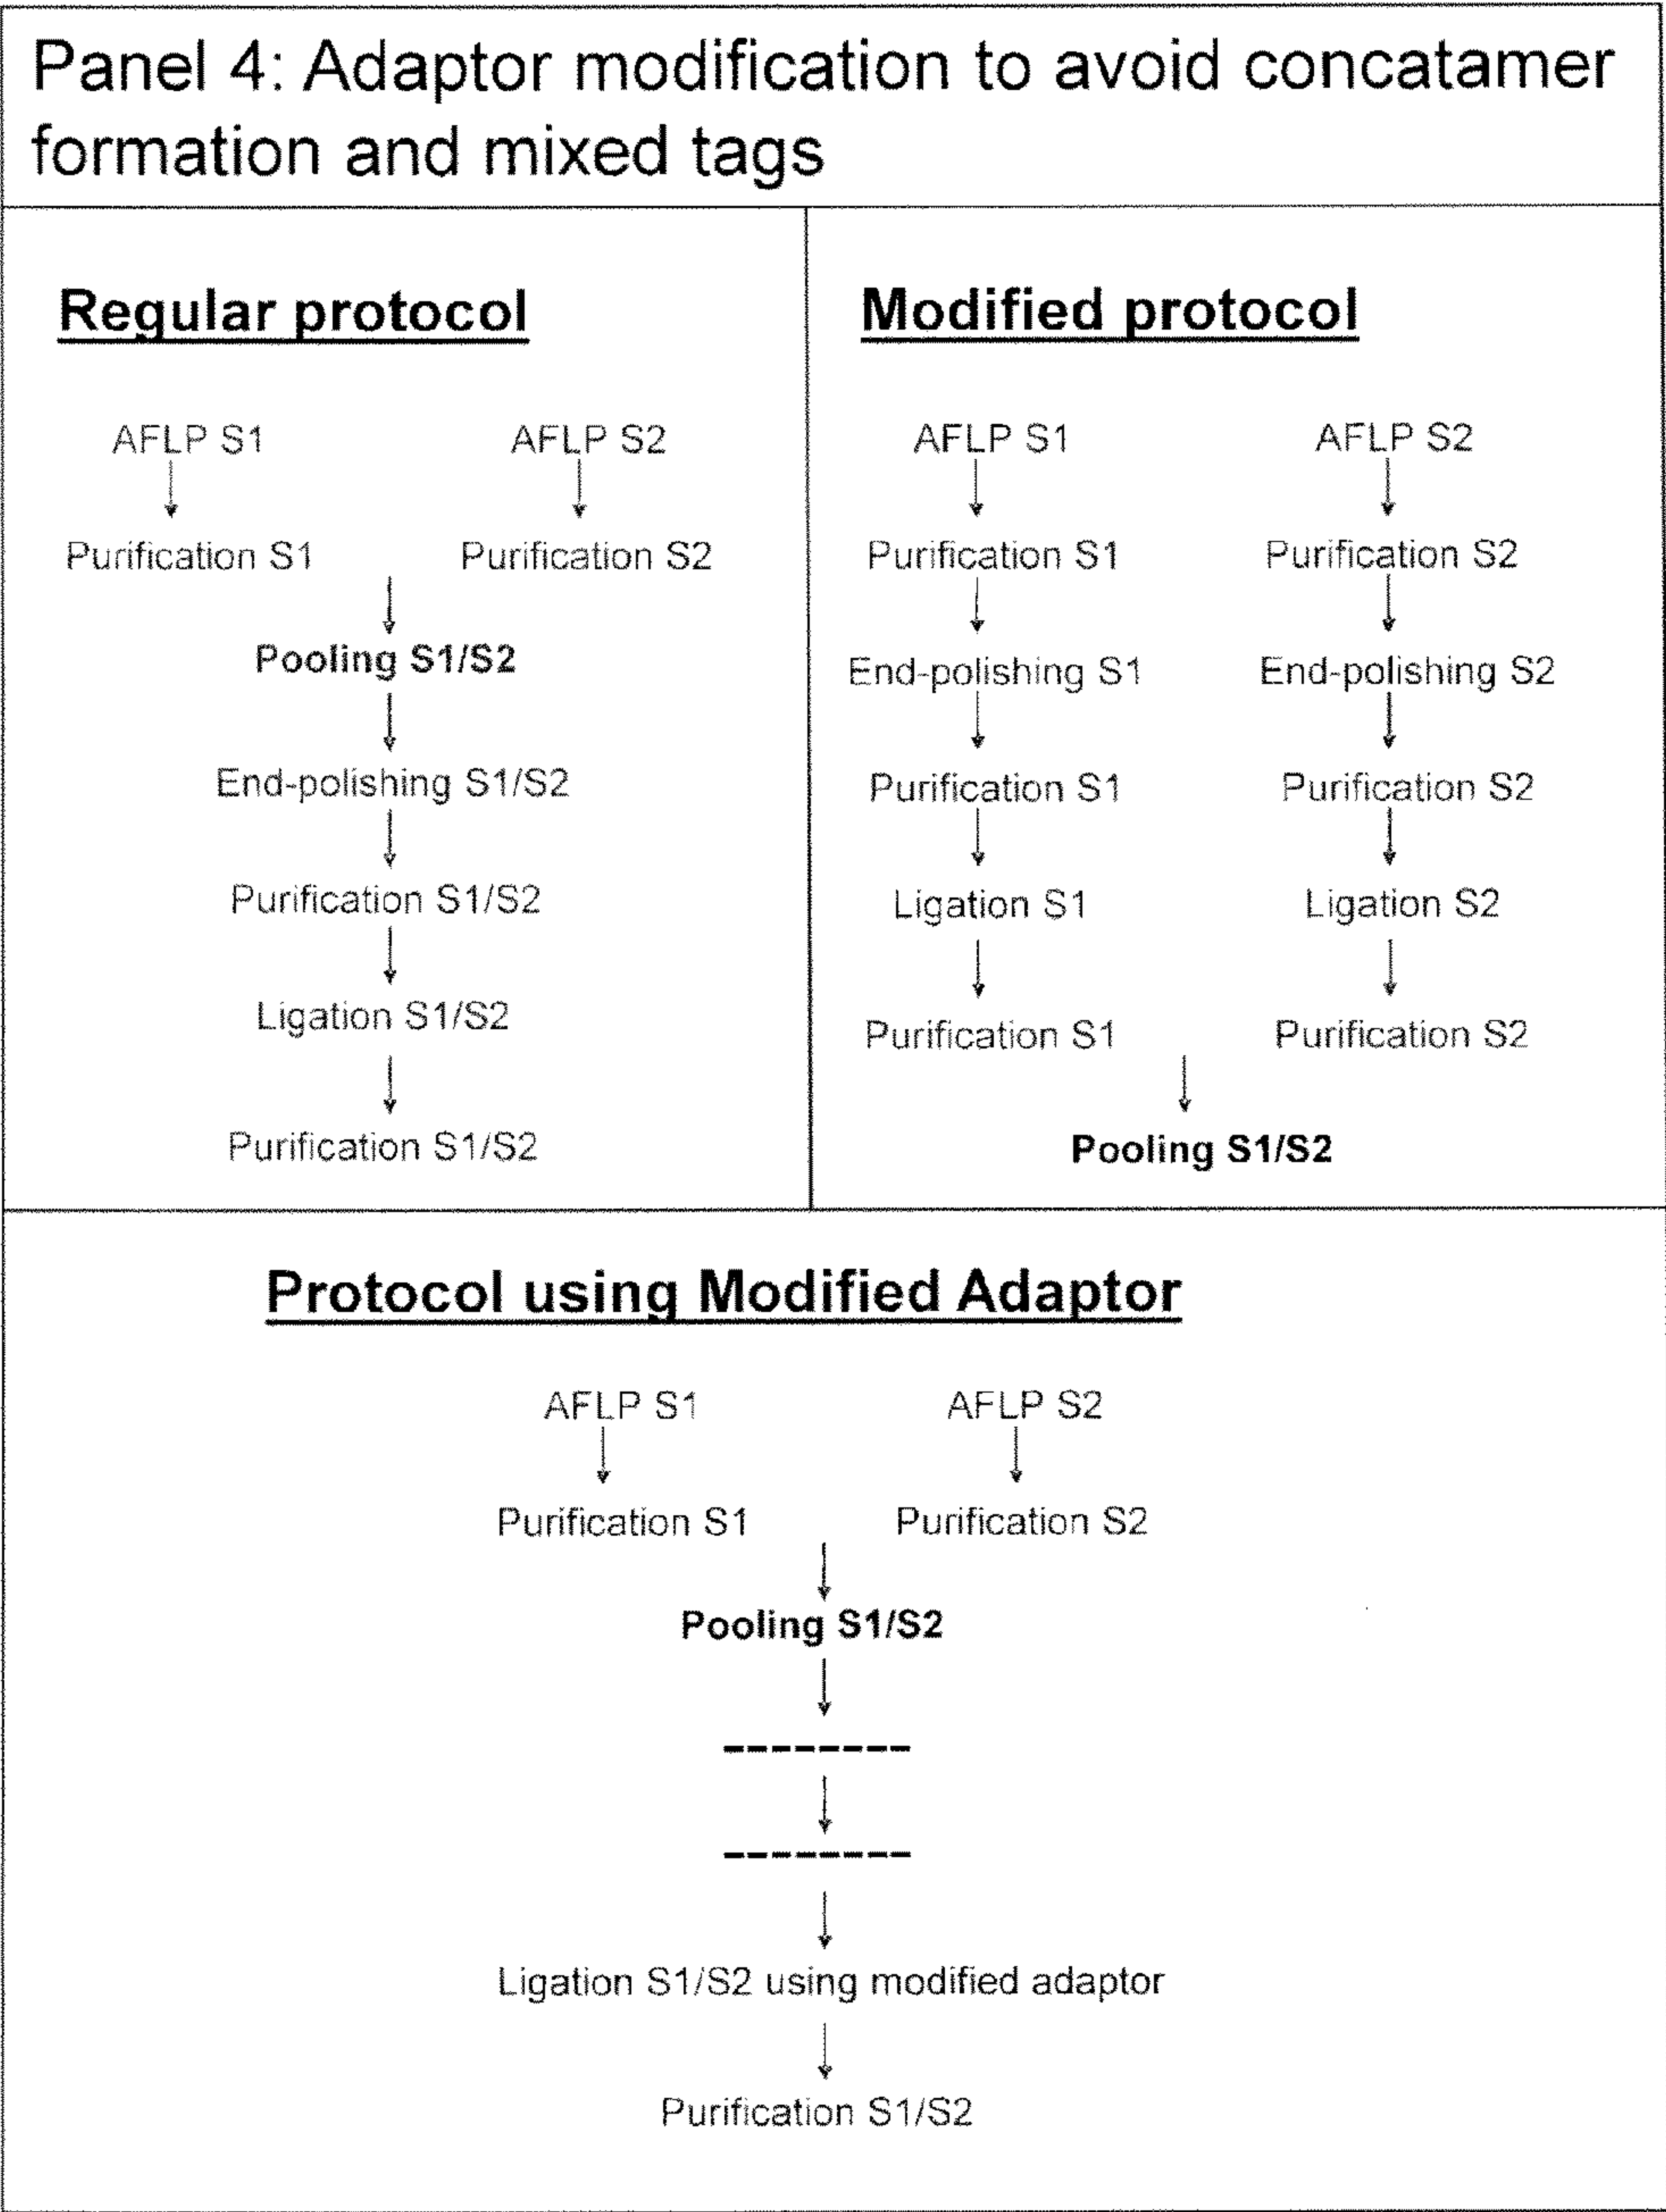 Panel 4: Adaptor modification to avoid concatamer
formation and mixed tags
Regular protocol
AFLP S1 AFLP S2
Purification S1 Purification S2
Pooling S1/S2
End-polishing S1/S2
Purification S1/S2
Ligation S1/S2
Purification S1/S2
Modified protocol
AFLP S1 AFLP S2
Purification S1 Purification S2
End-polishing S1 End-polishing S2
Purification S1 Purification S2
Ligation S1 Ligation S2
Purification S1 Purification S2
Pooling S1/S2
Protocol using Modified Adaptor
AFLP S1 AFLP S2
Purification S1 Purification S2
Pooling S1/S2
--------
--------
Ligation S1/S2 using modified adaptor
Purification S1/S2